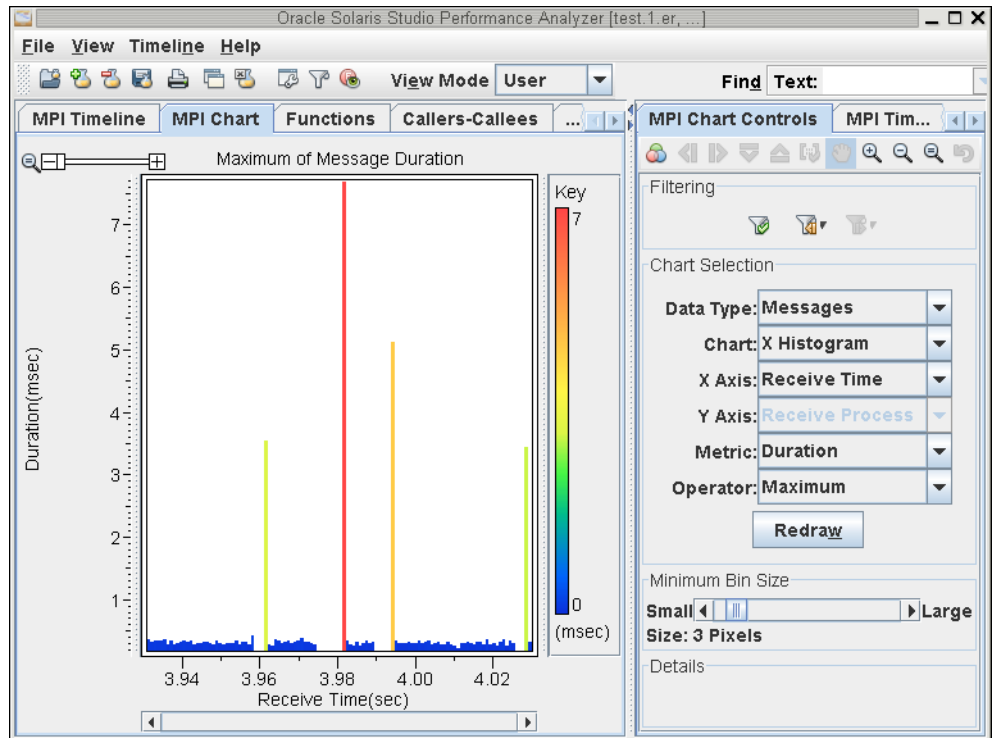 Oracle Solaris Studio Performance Analyzer [test.1.er, ...]
File View Timeline Help
View Mode User
Find Text:
MPI Timeline MPI Chart Functions Callers-Callees ...
MPI Chart Controls MPI Tim...
Maximum of Message Duration
Key
7
0
(msec)
Duration(msec)
7
6
5
4
3
2
1
3.94 3.96 3.98 4.00 4.02
Receive Time(sec)
Filtering
Chart Selection
Data Type: Messages
Chart: X Histogram
X Axis: Receive Time
Y Axis: Receive Process
Metric: Duration
Operator: Maximum
Redraw
Minimum Bin Size
Small Large
Size: 3 Pixels
Details